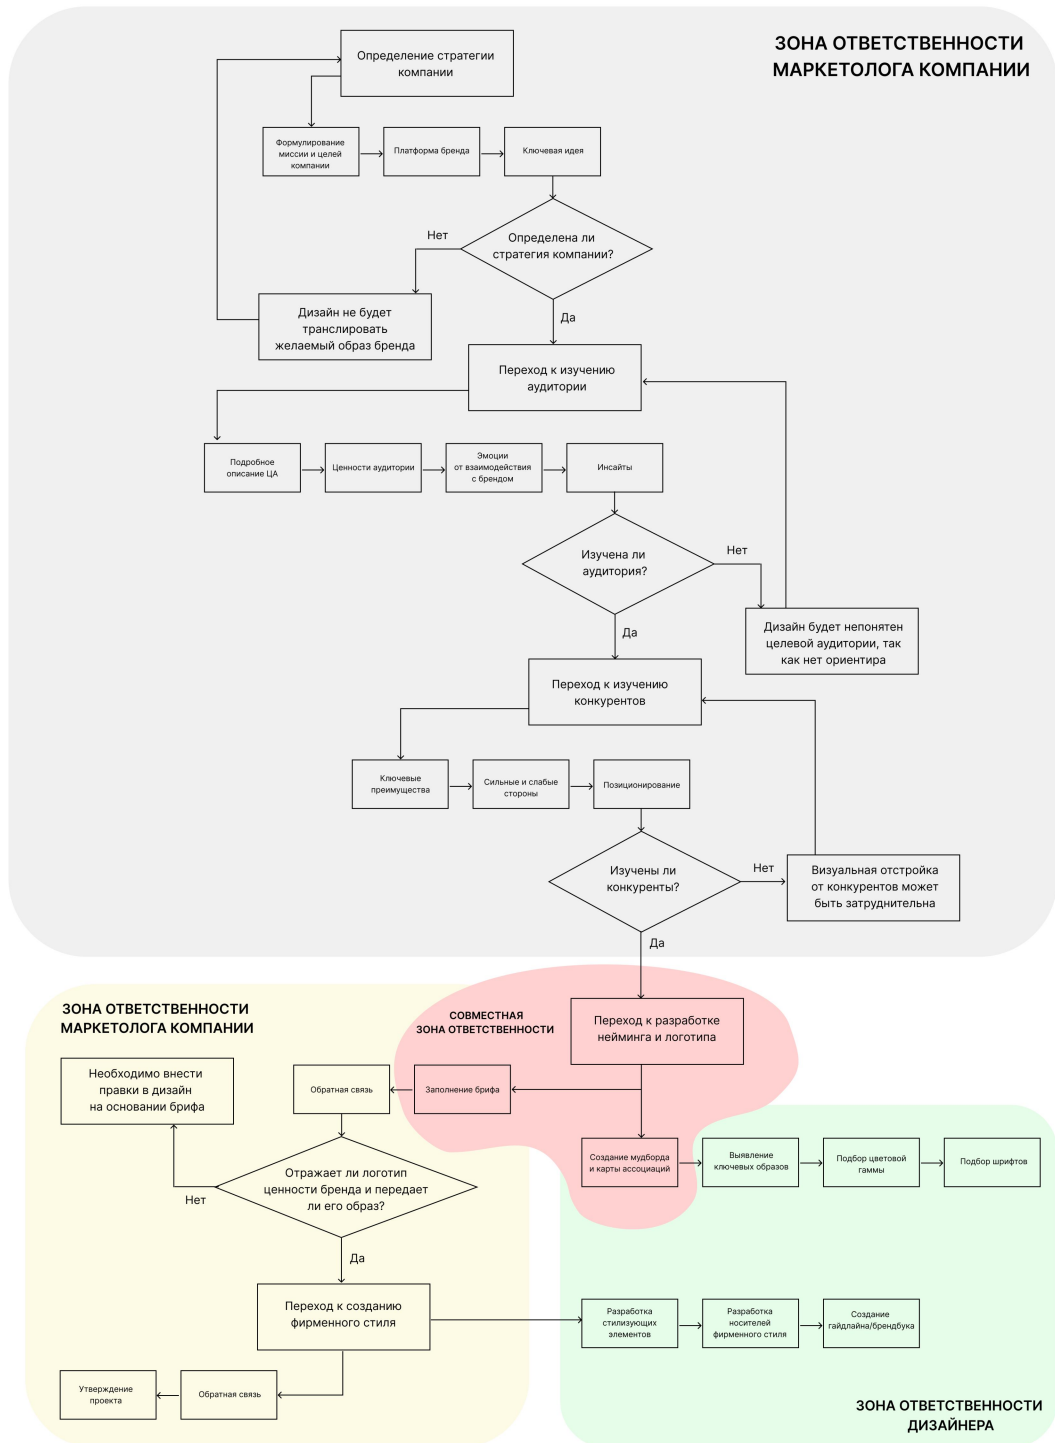 ЗОНА ОТВЕТСТВЕННОСТИ
МАРКЕТОЛОГА КОМПАНИИ
Определение стратегии
компании
Формулирование
миссии и целей
компании
Платформа бренда
Ключевая идея
Определена ли
стратегия компании?
Нет
Дизайн не будет
транслировать
желаемый образ бренда
Да
Переход к изучению
аудитории
Подробное
описание ЦА
Ценности аудитории
Эмоции
от взаимодействия
с брендом
Инсайты
Изучена ли
аудитория?
Нет
Дизайн будет непонятен
целевой аудитории, так
как нет ориентира
Да
Переход к изучению
конкурентов
Ключевые
преимущества
Сильные и слабые
стороны
Позиционирование
Изучены ли
конкуренты?
Нет
Визуальная отстройка
от конкурентов может
быть затруднительна
Да
ЗОНА ОТВЕТСТВЕННОСТИ
МАРКЕТОЛОГА КОМПАНИИ
СОВМЕСТНАЯ
ЗОНА ОТВЕТСТВЕННОСТИ
Переход к разработке
нейминга и логотипа
Необходимо внести
правки в дизайн
на основании брифа
Обратная связь
Заполнение брифа
Создание мудборда
и карты ассоциаций
Выявление
ключевых образов
Подбор цветовой
гаммы
Подбор шрифтов
Отражает ли логотип
ценности бренда и передает
ли его образ?
Нет
Да
Переход к созданию
фирменного стиля
Разработка
стилизующих
элементов
Разработка
носителей
фирменного стиля
Создание
гайдлайна/брендбука
Утверждение
проекта
Обратная связь
ЗОНА ОТВЕТСТВЕННОСТИ
ДИЗАЙНЕРА